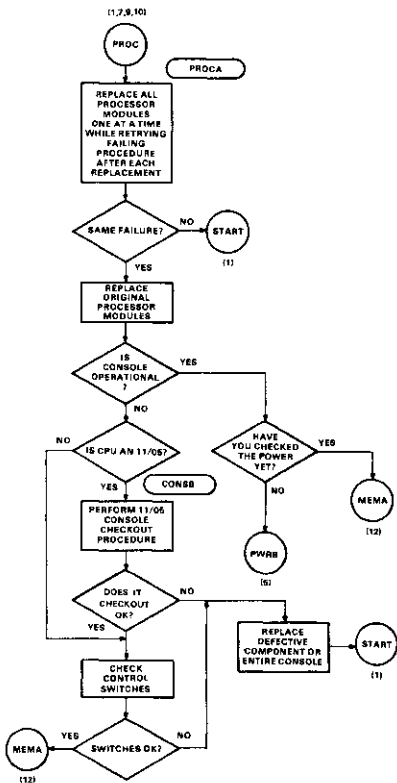 (1,7,9,10)
PROC
PROCA
REPLACE ALL
PROCESSOR
MODULES
ONE AT A TIME
WHILE RETRYING
FAILING
PROCEDURE
AFTER EACH
REPLACEMENT
SAME FAILURE?
NO
START
(1)
YES
REPLACE
ORIGINAL
PROCESSOR
MODULES
IS
CONSOLE
OPERATIONAL
?
YES
NO
NO
IS CPU AN 11/05?
HAVE
YOU CHECKED
THE POWER
YET?
YES
YES
CONSB
NO
MEMA
(12)
PERFORM 11/05
CONSOLE
CHECKOUT
PROCEDURE
PWRB
(6)
DOES IT
CHECKOUT
OK?
NO
YES
REPLACE
DEFECTIVE
COMPONENT OR
ENTIRE CONSOLE
START
(1)
CHECK
CONTROL
SWITCHES
MEMA
(12)
YES
SWITCHES OK?
NO